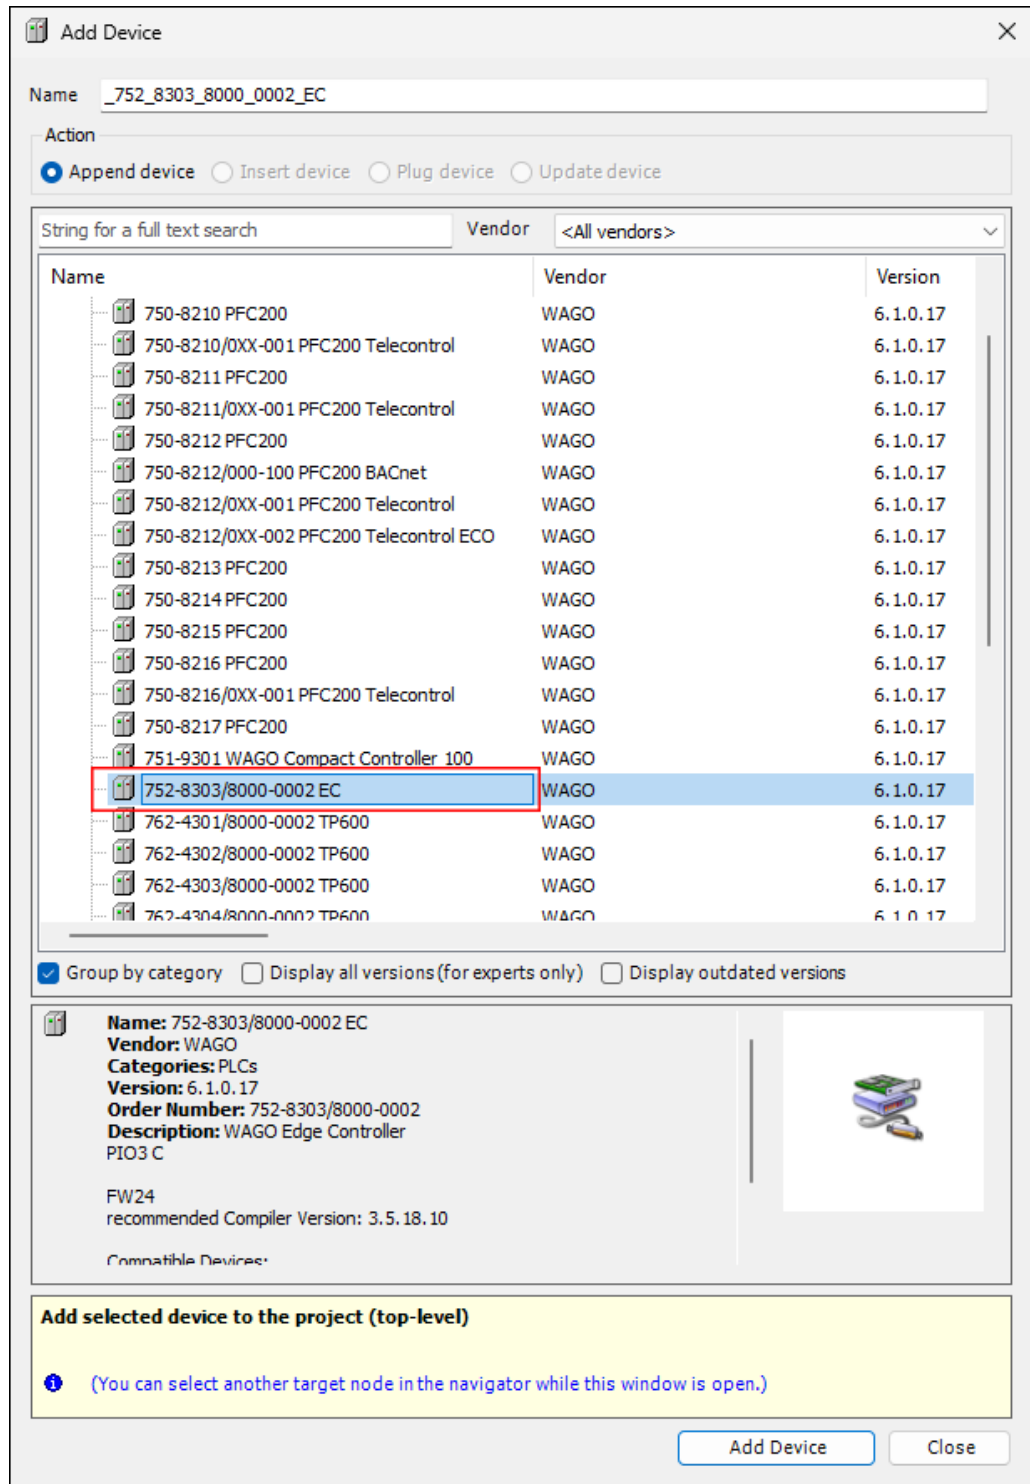 Add Device
Name _752_8303_8000_0002_EC
Action
Append device Insert device Plug device Update device
String for a full text search Vendor <All vendors>
Name Vendor Version
750-8210 PFC200 WAGO 6.1.0.17
750-8210/0XX-001 PFC200 Telecontrol WAGO 6.1.0.17
750-8211 PFC200 WAGO 6.1.0.17
750-8211/0XX-001 PFC200 Telecontrol WAGO 6.1.0.17
750-8212 PFC200 WAGO 6.1.0.17
750-8212/000-100 PFC200 BACnet WAGO 6.1.0.17
750-8212/0XX-001 PFC200 Telecontrol WAGO 6.1.0.17
750-8212/0XX-002 PFC200 Telecontrol ECO WAGO 6.1.0.17
750-8213 PFC200 WAGO 6.1.0.17
750-8214 PFC200 WAGO 6.1.0.17
750-8215 PFC200 WAGO 6.1.0.17
750-8216 PFC200 WAGO 6.1.0.17
750-8216/0XX-001 PFC200 Telecontrol WAGO 6.1.0.17
750-8217 PFC200 WAGO 6.1.0.17
751-9301 WAGO Compact Controller 100 WAGO 6.1.0.17
752-8303/8000-0002 EC WAGO 6.1.0.17
762-4301/8000-0002 TP600 WAGO 6.1.0.17
762-4302/8000-0002 TP600 WAGO 6.1.0.17
762-4303/8000-0002 TP600 WAGO 6.1.0.17
762-4304/8000-0002 TP600 WAGO 6.1.0.17
Group by category Display all versions (for experts only) Display outdated versions
Name: 752-8303/8000-0002 EC
Vendor: WAGO
Categories: PLCs
Version: 6.1.0.17
Order Number: 752-8303/8000-0002
Description: WAGO Edge Controller
PIO3 C
FW24
recommended Compiler Version: 3.5.18.10
Compatible Devices:
Add selected device to the project (top-level)
(You can select another target node in the navigator while this window is open.)
Add Device Close